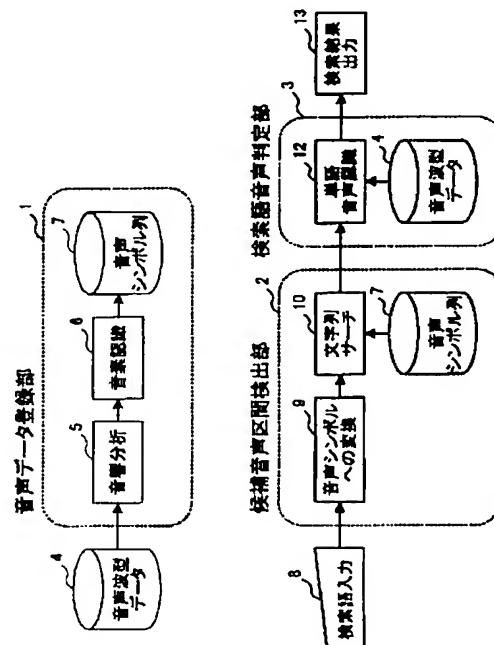 音声データ登録部
1
4
音声波型
データ
5
音響分析
6
音素認識
7
音声
シンボル列
候補音声区間検出部
2
8
検索語入力
9
音声シンボル
への変換
10
文字列
サーチ
7
音声
シンボル列
検索語音声判定部
3
12
単語
音声認識
4
音声波型
データ
13
検索結果
出力